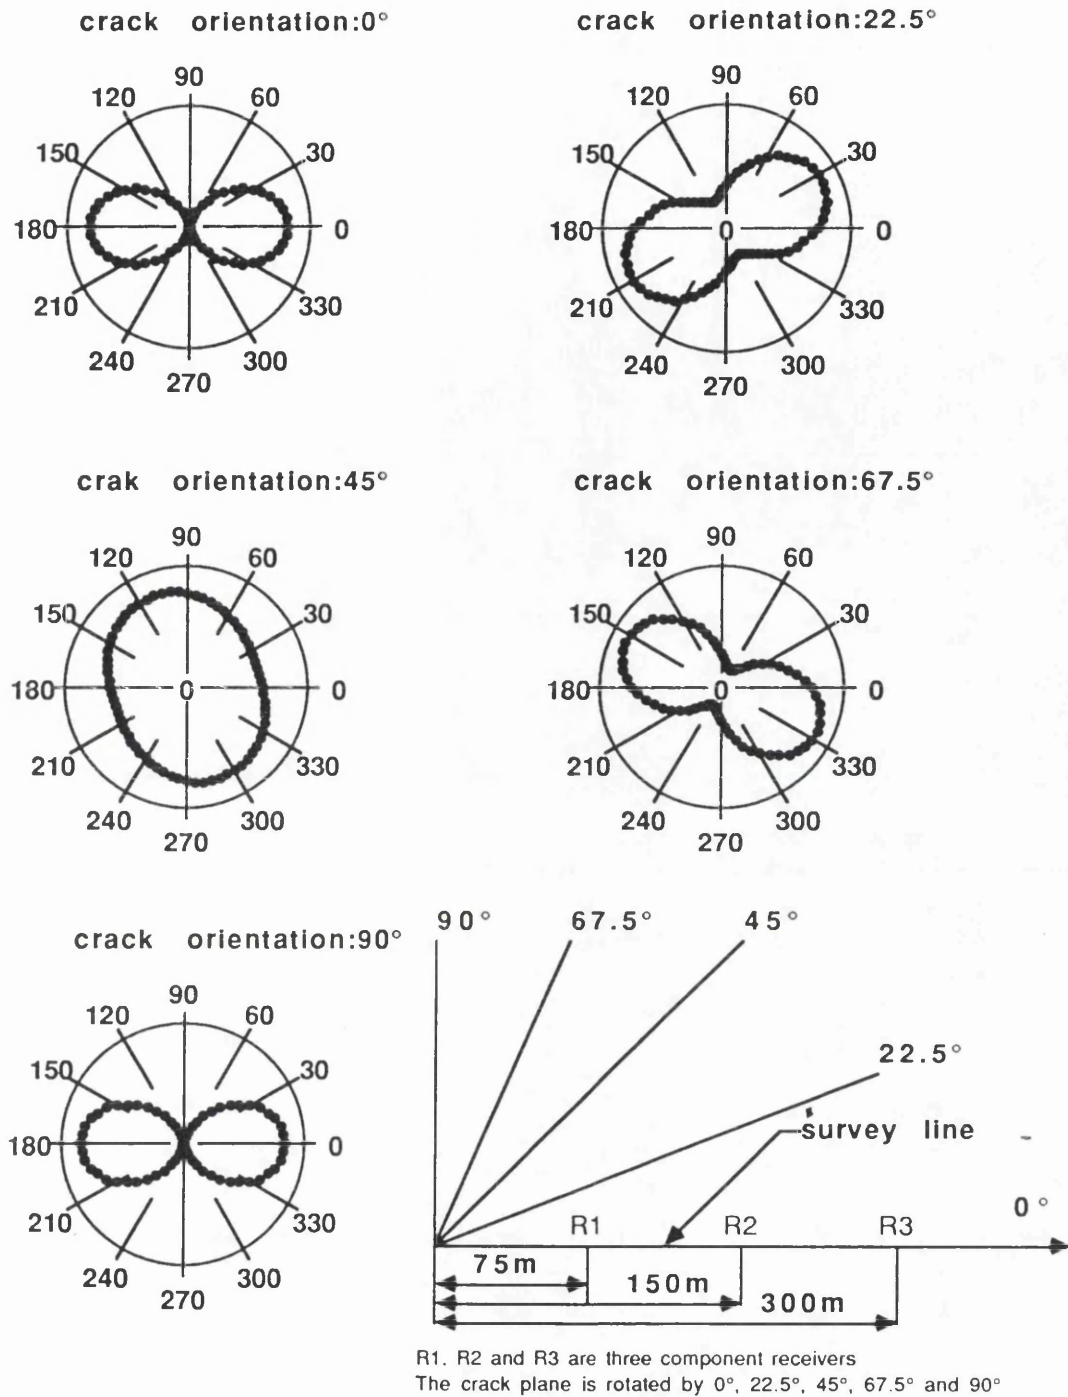 crack orientation:0°
90
120 60
150 30
180 0
210 330
240 300
270
crack orientation:22.5°
90
120 60
150 30
180 0 0
210 330
240 300
270
crak orientation:45°
90
120 60
150 30
180 0 0
210 330
240 300
270
crack orientation:67.5°
90
120 60
150 30
180 0 0
210 330
240 300
270
crack orientation:90°
90
120 60
150 30
180 0
210 330
240 300
270
90° 67.5° 45°
22.5°
survey line
0°
R1 R2 R3
75m
150m
300m
R1. R2 and R3 are three component receivers
The crack plane is rotated by 0°, 22.5°, 45°, 67.5° and 90°